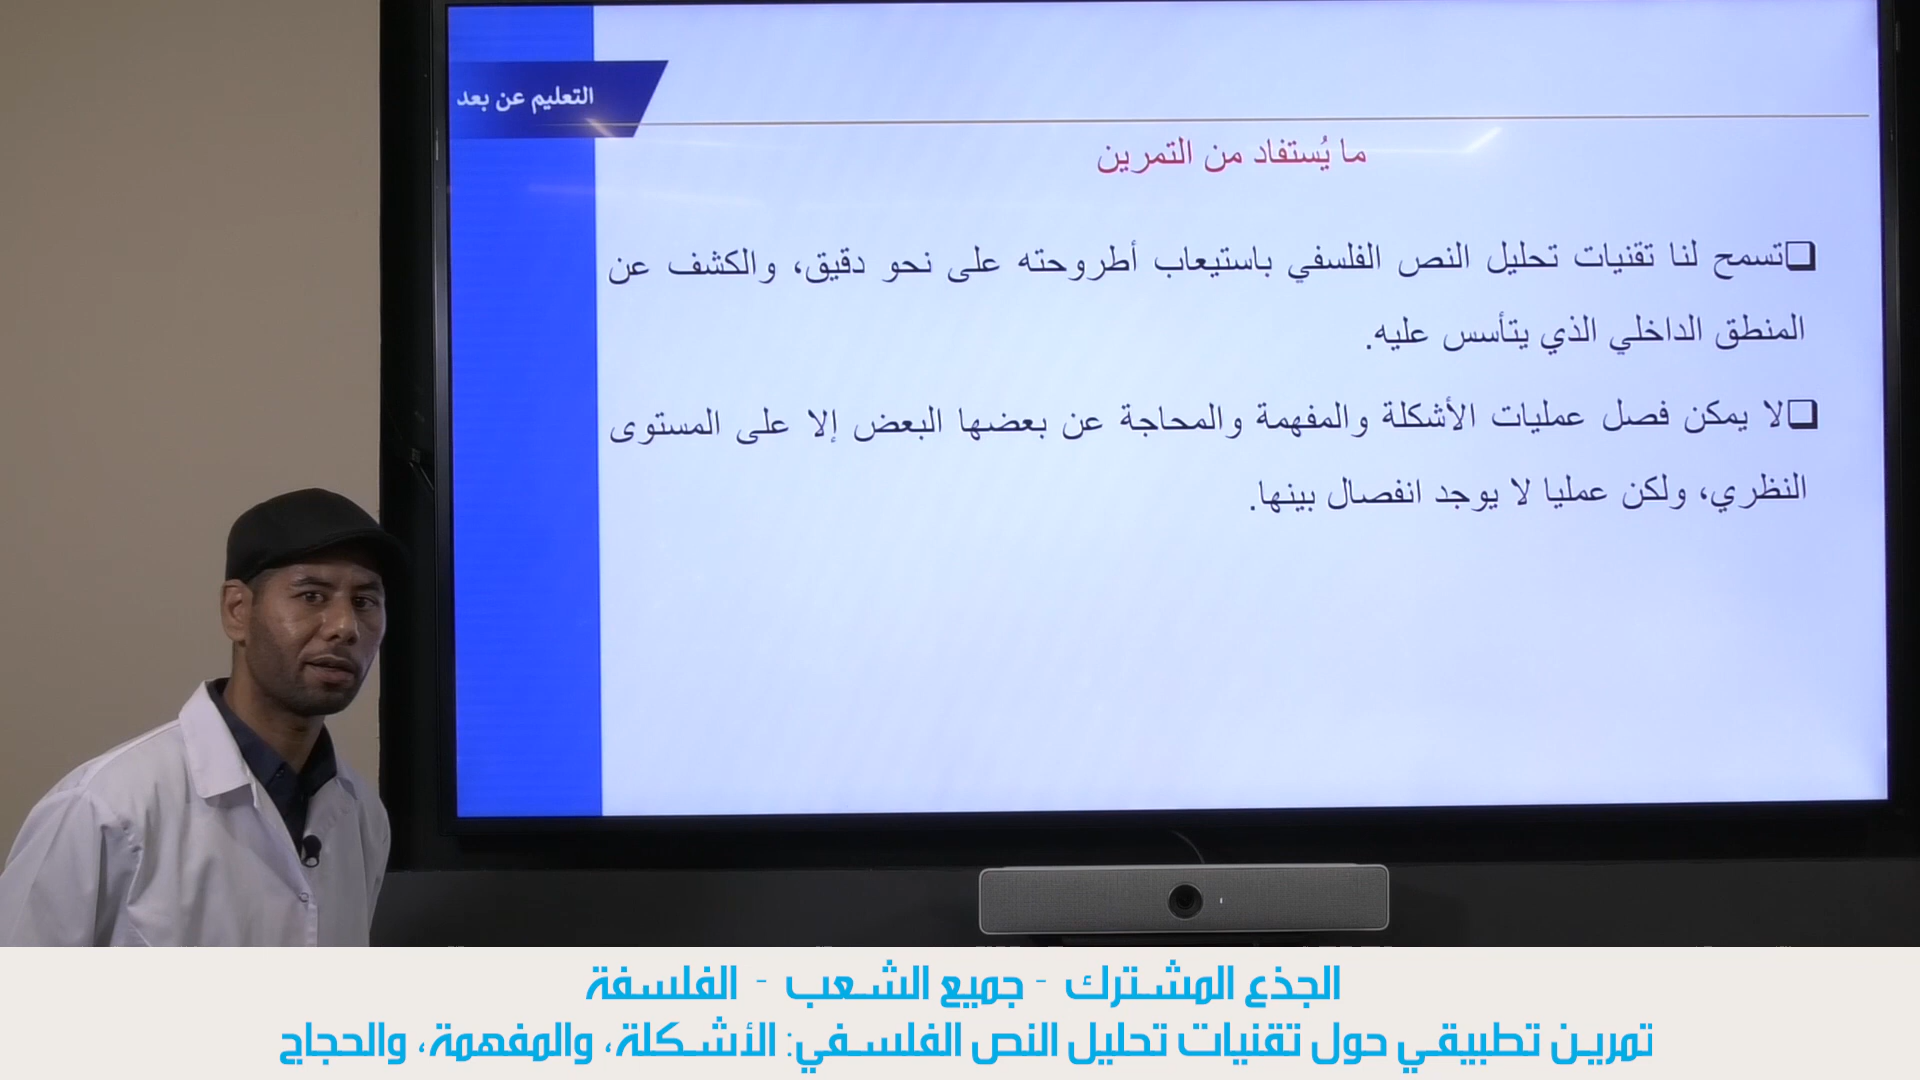 التعليم عن بعد
ما يُستفاد من التمرين
❑تسمح لنا تقنيات تحليل النص الفلسفي باستيعاب أطروحته على نحو دقيق، والكشف عن
المنطق الداخلي الذي يتأسس عليه.
❑لا يمكن فصل عمليات الأشكلة والمفهمة والمحاجة عن بعضها البعض إلا على المستوى
النظري، ولكن عمليا لا يوجد انفصال بينها.
الجذع المشترك - جميع الشعب - الفلسفة
تمرين تطبيقي حول تقنيات تحليل النص الفلسفي: الأشكلة، والمفهمة، والحجاج